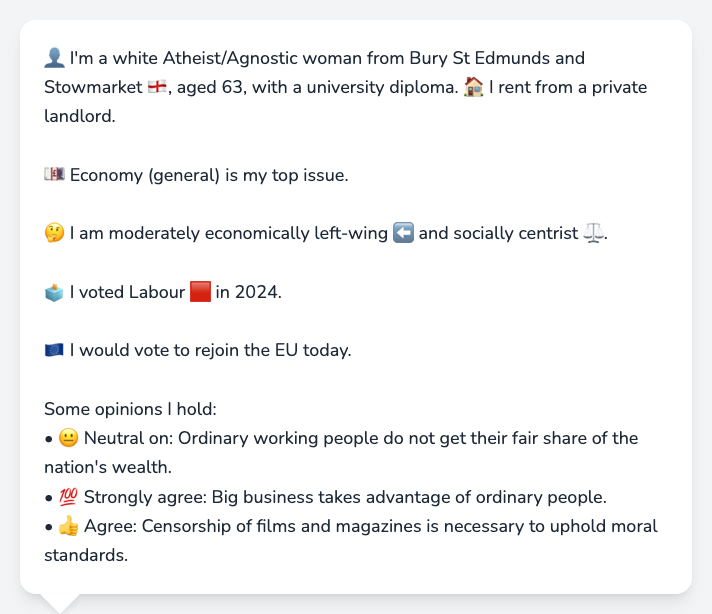 👤 I'm a white Atheist/Agnostic woman from Bury St Edmunds and
Stowmarket 🏴󠁧󠁢󠁥󠁮󠁧󠁿, aged 63, with a university diploma. 🏠 I rent from a private
landlord.
💷 Economy (general) is my top issue.
🤔 I am moderately economically left-wing ⬅️ and socially centrist ⚖️.
🗳️ I voted Labour 🟥 in 2024.
🇪🇺 I would vote to rejoin the EU today.
Some opinions I hold:
• 😐 Neutral on: Ordinary working people do not get their fair share of the
nation's wealth.
• 💯 Strongly agree: Big business takes advantage of ordinary people.
• 👍 Agree: Censorship of films and magazines is necessary to uphold moral
standards.